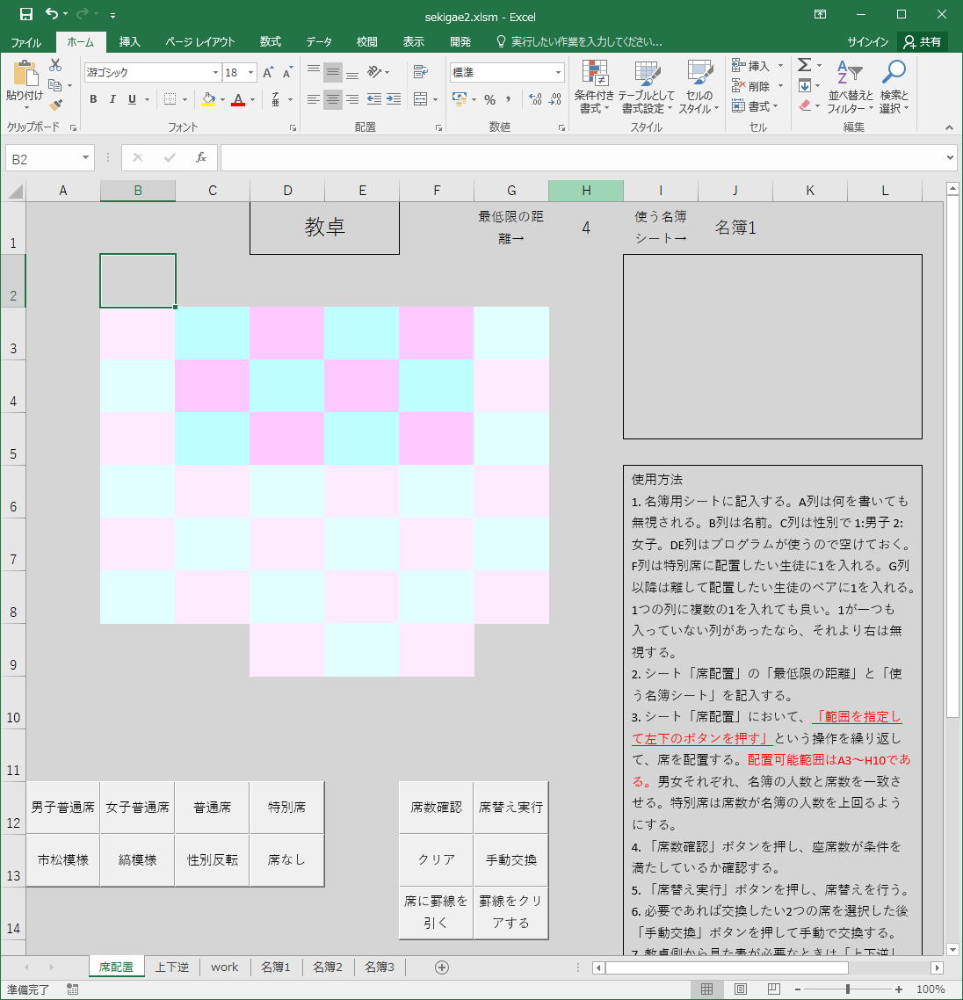 sekigae2.xlsm - Excel
ファイル ホーム 挿入 ページ レイアウト 数式 データ 校閲 表示 開発 実行したい作業を入力してください... サインイン 共有
貼り付け 游ゴシック 18 A A 標準 条件付き書式 テーブルとして書式設定 セルのスタイル 挿入 削除 書式 並べ替えとフィルター 検索と選択
B I U A 亜 % ,
クリップボード フォント 配置 数値 スタイル セル 編集
B2 fx
A B C D E F G H I J K L
1 教卓 最低限の距離→ 4 使う名簿シート→ 名簿1
2
3
4
5
6
7
8
9
10
11
12
13
14
使用方法
1. 名簿用シートに記入する。A列は何を書いても
無視される。B列は名前。C列は性別で 1:男子 2:
女子。DE列はプログラムが使うので空けておく。
F列は特別席に配置したい生徒に1を入れる。G列
以降は離して配置したい生徒のペアに1を入れる。
1つの列に複数の1を入れても良い。1が一つも
入っていない列があったなら、それより右は無
視する。
2. シート「席配置」の「最低限の距離」と「使
う名簿シート」を記入する。
3. シート「席配置」において、「範囲を指定し
て左下のボタンを押す」という操作を繰り返し
て、席を配置する。配置可能範囲はA3～H10であ
る。男女それぞれ、名簿の人数と席数を一致さ
せる。特別席は席数が名簿の人数を上回るよう
にする。
4. 「席数確認」ボタンを押し、座席数が条件を
満たしているか確認する。
5. 「席替え実行」ボタンを押し、席替えを行う。
6. 必要であれば交換したい2つの席を選択した後
「手動交換」ボタンを押して手動で交換する。
7. 教卓側から見た表が必要なときは「上下逆」
男子普通席 女子普通席 普通席 特別席 席数確認 席替え実行
市松模様 縞模様 性別反転 席なし クリア 手動交換
席に罫線を引く 罫線をクリアする
席配置 上下逆 work 名簿1 名簿2 名簿3
準備完了 100%